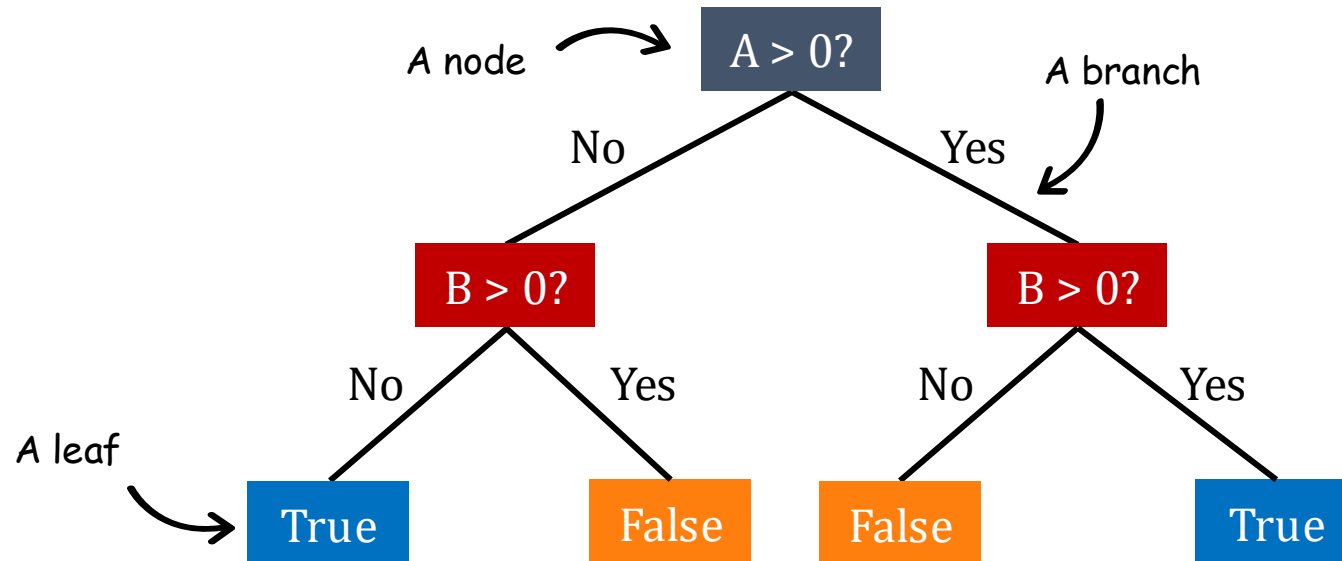 A node
A > 0?
A branch
No
Yes
B > 0?
B > 0?
No
Yes
No
Yes
A leaf
True
False
False
True